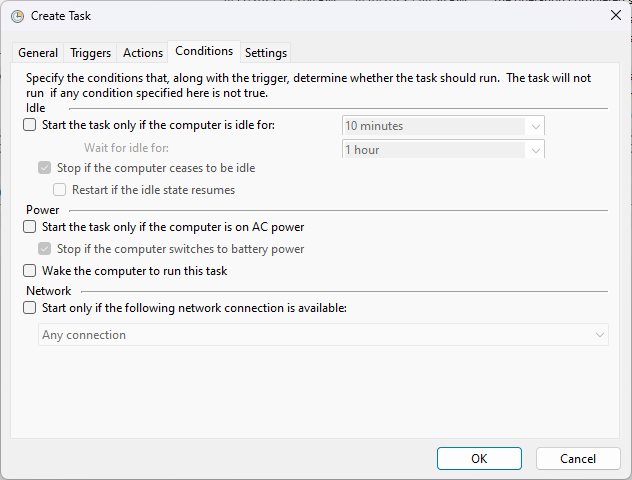 Create Task
General
Triggers
Actions
Conditions
Settings
Specify the conditions that, along with the trigger, determine whether the task should run.  The task will not
run  if any condition specified here is not true.
Idle
Start the task only if the computer is idle for:
10 minutes
Wait for idle for:
1 hour
Stop if the computer ceases to be idle
Restart if the idle state resumes
Power
Start the task only if the computer is on AC power
Stop if the computer switches to battery power
Wake the computer to run this task
Network
Start only if the following network connection is available:
Any connection
OK
Cancel